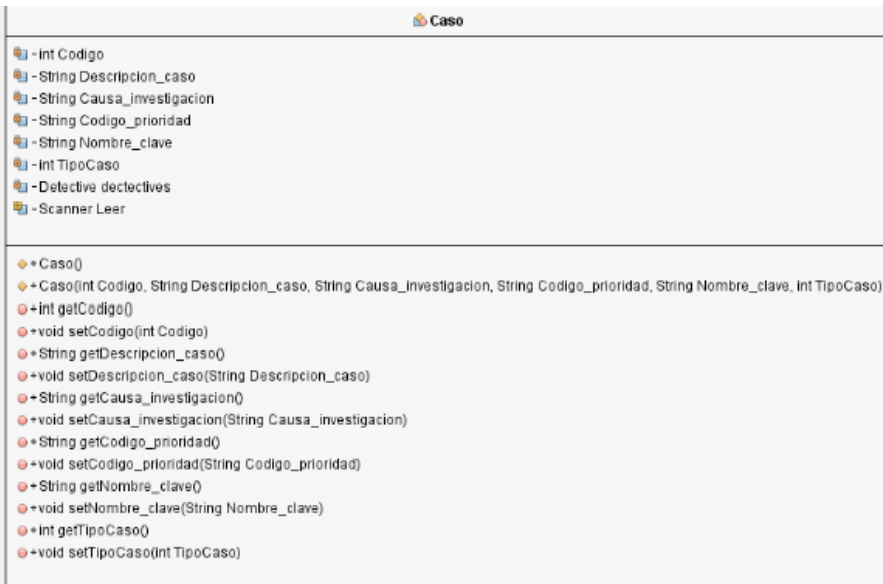 Caso
- int Codigo
- String Descripcion_caso
- String Causa_investigacion
- String Codigo_prioridad
- String Nombre_clave
- int TipoCaso
- Detective dectectives
- Scanner Leer
+ Caso()
+ Caso(int Codigo, String Descripcion_caso, String Causa_investigacion, String Codigo_prioridad, String Nombre_clave, int TipoCaso)
+ int getCodigo()
+ void setCodigo(int Codigo)
+ String getDescripcion_caso()
+ void setDescripcion_caso(String Descripcion_caso)
+ String getCausa_investigacion()
+ void setCausa_investigacion(String Causa_investigacion)
+ String getCodigo_prioridad()
+ void setCodigo_prioridad(String Codigo_prioridad)
+ String getNombre_clave()
+ void setNombre_clave(String Nombre_clave)
+ int getTipoCaso()
+ void setTipoCaso(int TipoCaso)